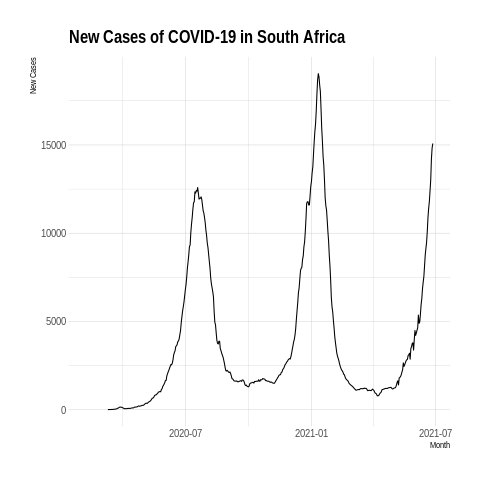 New Cases of COVID-19 in South Africa
New Cases
15000
10000
5000
0
2020-07
2021-01
2021-07
Month